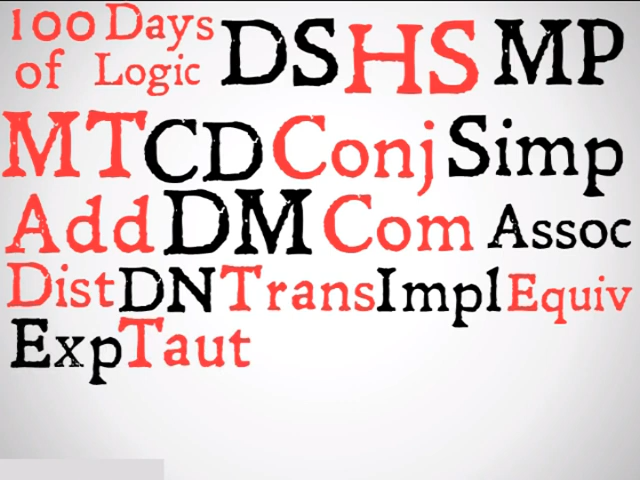 100 Days of Logic DS HS MP
MT CD Conj Simp
Add DM Com Assoc
Dist DN Trans Impl Equiv
Exp Taut